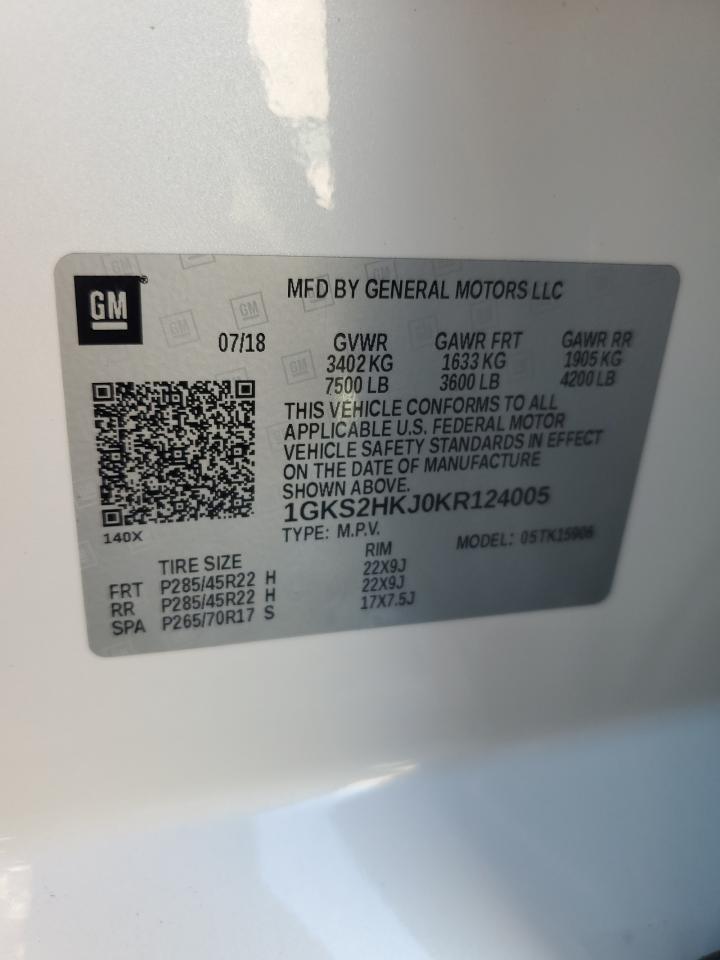 GM®
MFD BY GENERAL MOTORS LLC
07/18 GVWR GAWR FRT GAWR RR
3402 KG 1633 KG 1905 KG
7500 LB 3600 LB 4200 LB
THIS VEHICLE CONFORMS TO ALL
APPLICABLE U.S. FEDERAL MOTOR
VEHICLE SAFETY STANDARDS IN EFFECT
ON THE DATE OF MANUFACTURE
SHOWN ABOVE.
1GKS2HKJ0KR124005
140X
TYPE: M.P.V. MODEL: 05TK15906
TIRE SIZE RIM
FRT P285/45R22 H 22X9J
RR P285/45R22 H 22X9J
SPA P265/70R17 S 17X7.5J